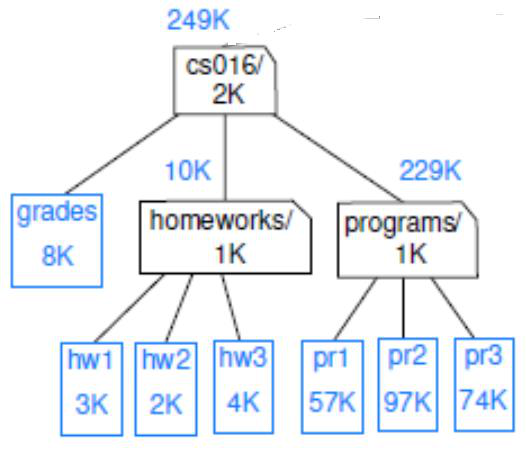 249K
cs016/
2K
10K
229K
grades
8K
homeworks/
1K
programs/
1K
hw1
3K
hw2
2K
hw3
4K
pr1
57K
pr2
97K
pr3
74K